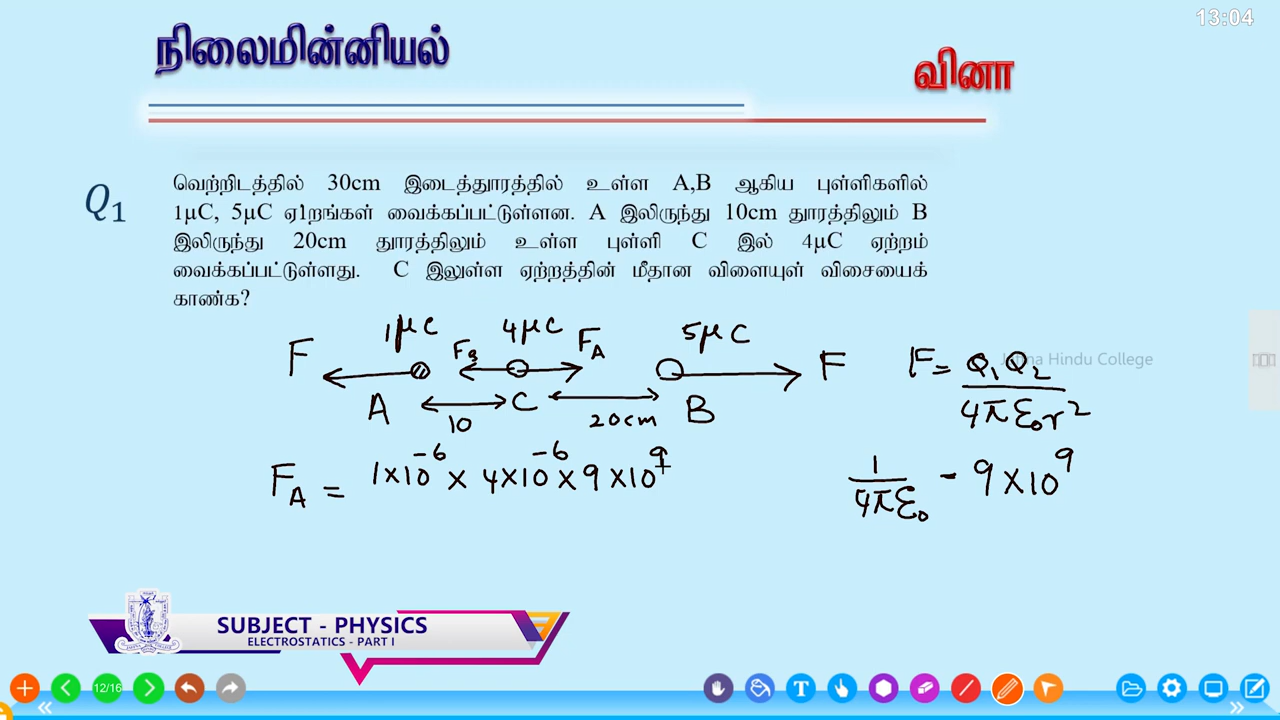 13:04
நிலைமின்னியல்
வினா
Q1
வெற்றிடத்தில் 30cm இடைத்தூரத்தில் உள்ள A,B ஆகிய புள்ளிகளில்
1µC, 5µC ஏ1றங்கள் வைக்கப்பட்டுள்ளன. A இலிருந்து 10cm தூரத்திலும் B
இலிருந்து 20cm தூரத்திலும் உள்ள புள்ளி C இல் 4µC ஏற்றம்
வைக்கப்பட்டுள்ளது. C இலுள்ள ஏற்றத்தின் மீதான விளையுள் விசையைக்
காண்க?
1µC 4µC 5µC
F FB FA F
A 10 C 20cm B
F = Q1Q2 / 4πε0r²
Hindu College
FA = 1×10⁻⁶ × 4×10⁻⁶ × 9×10⁹
1/4πε0 - 9×10⁹
SUBJECT - PHYSICS
ELECTROSTATICS - PART I
12/16